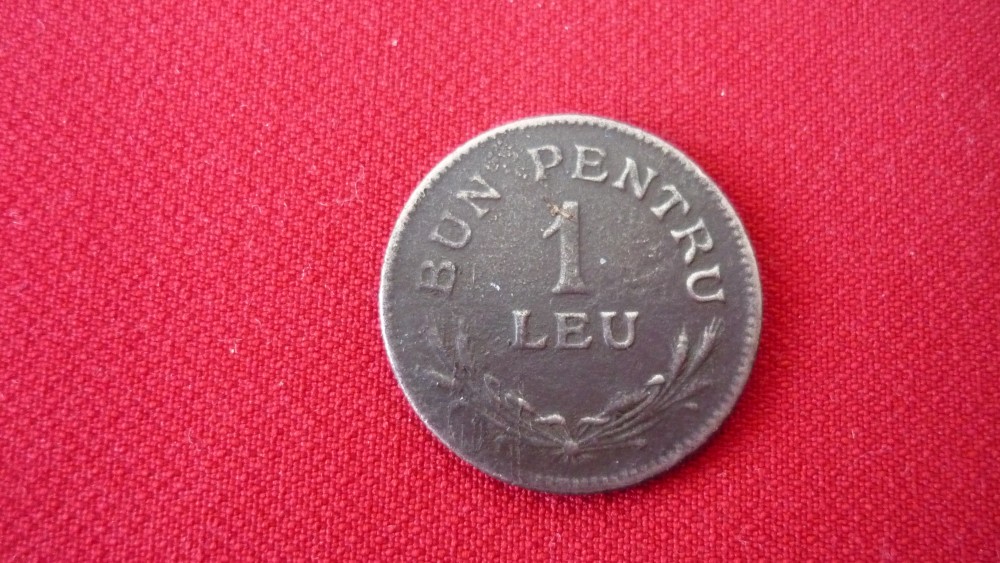 BUN PENTRU
1
LEU